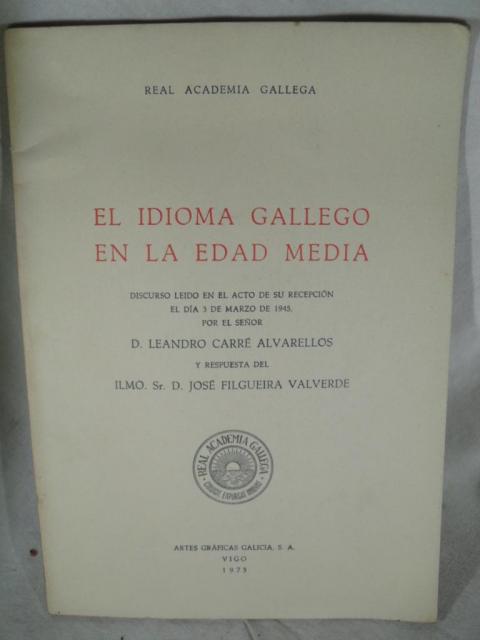 REAL ACADEMIA GALLEGA
EL IDIOMA GALLEGO
EN LA EDAD MEDIA
DISCURSO LEIDO EN EL ACTO DE SU RECEPCIÓN
EL DÍA 3 DE MARZO DE 1945,
POR EL SEÑOR
D. LEANDRO CARRÉ ALVARELLOS
Y RESPUESTA DEL
ILMO. Sr. D. JOSÉ FILGUEIRA VALVERDE
REAL ACADEMIA GALLEGA
ARTES GRÁFICAS GALICIA, S. A.
VIGO
1973